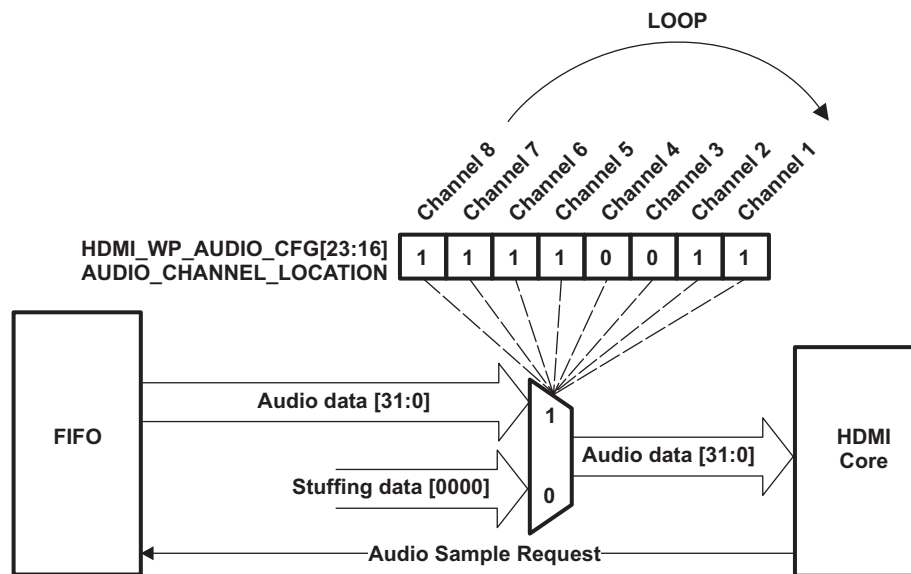 LOOP
Channel 8
Channel 7
Channel 6
Channel 5
Channel 4
Channel 3
Channel 2
Channel 1
HDMI_WP_AUDIO_CFG[23:16]
AUDIO_CHANNEL_LOCATION
1 1 1 1 0 0 1 1
Audio data [31:0]
1
FIFO
Audio data [31:0]
HDMI
Core
Stuffing data [0000]
0
Audio Sample Request